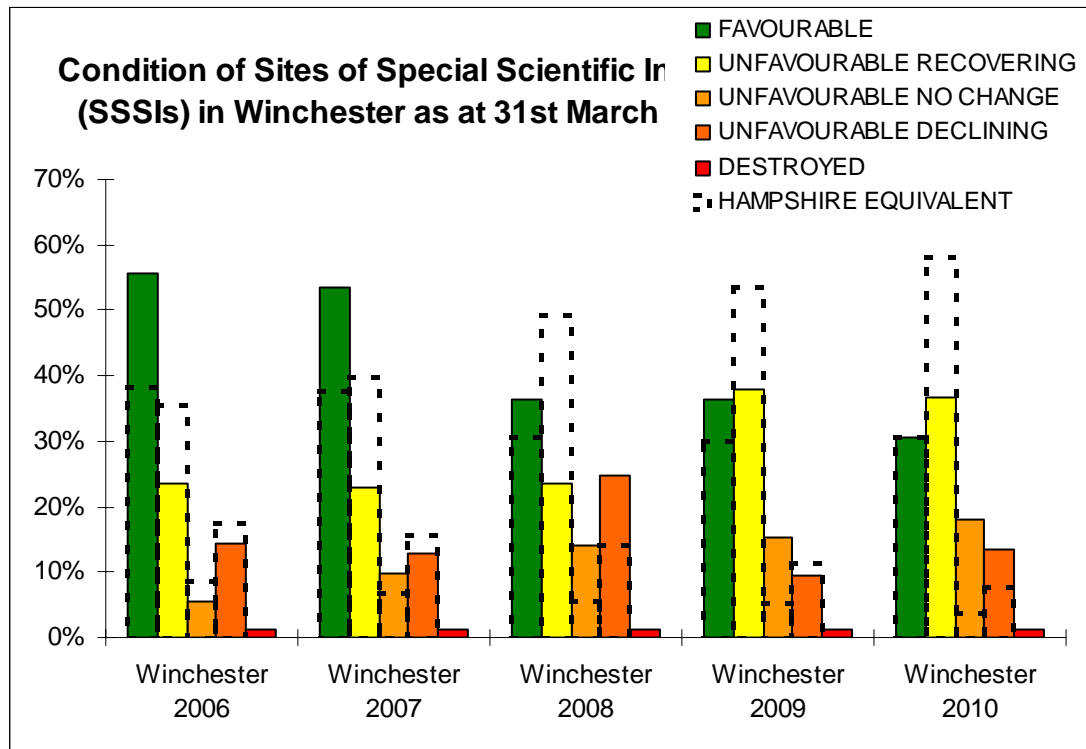 Condition of Sites of Special Scientific In
(SSSIs) in Winchester as at 31st March
FAVOURABLE
UNFAVOURABLE RECOVERING
UNFAVOURABLE NO CHANGE
UNFAVOURABLE DECLINING
DESTROYED
HAMPSHIRE EQUIVALENT
70%
60%
50%
40%
30%
20%
10%
0%
Winchester
2006
Winchester
2007
Winchester
2008
Winchester
2009
Winchester
2010